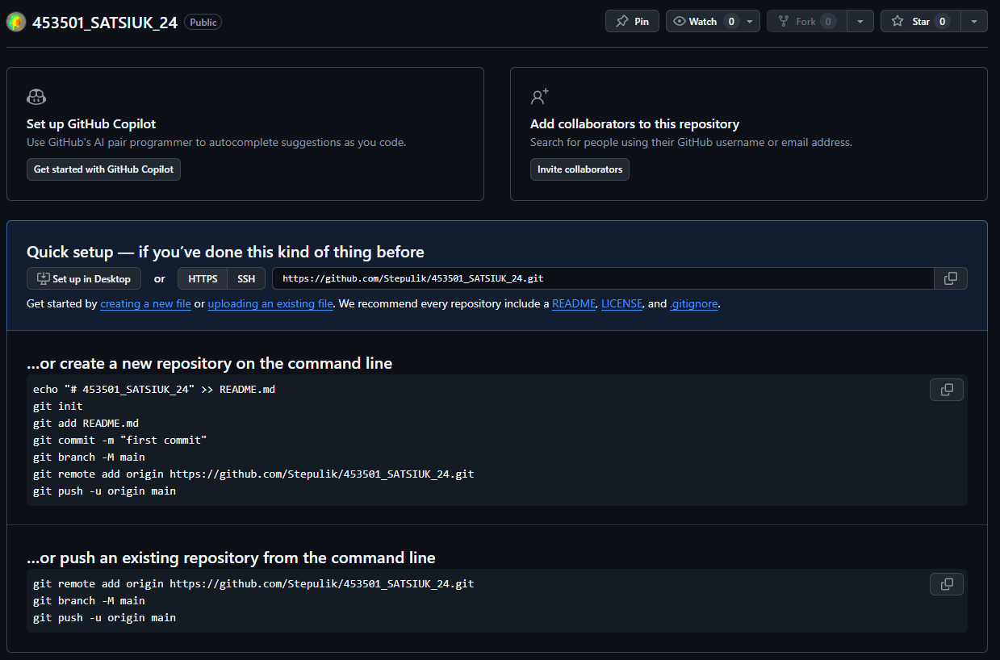 453501_SATSIUK_24 Public
Pin Watch 0 Fork 0 Star 0
Set up GitHub Copilot
Use GitHub's AI pair programmer to autocomplete suggestions as you code.
Get started with GitHub Copilot
Add collaborators to this repository
Search for people using their GitHub username or email address.
Invite collaborators
Quick setup — if you’ve done this kind of thing before
Set up in Desktop or HTTPS SSH https://github.com/Stepulik/453501_SATSIUK_24.git
Get started by creating a new file or uploading an existing file. We recommend every repository include a README, LICENSE, and .gitignore.
…or create a new repository on the command line
echo "# 453501_SATSIUK_24" >> README.md
git init
git add README.md
git commit -m "first commit"
git branch -M main
git remote add origin https://github.com/Stepulik/453501_SATSIUK_24.git
git push -u origin main
…or push an existing repository from the command line
git remote add origin https://github.com/Stepulik/453501_SATSIUK_24.git
git branch -M main
git push -u origin main